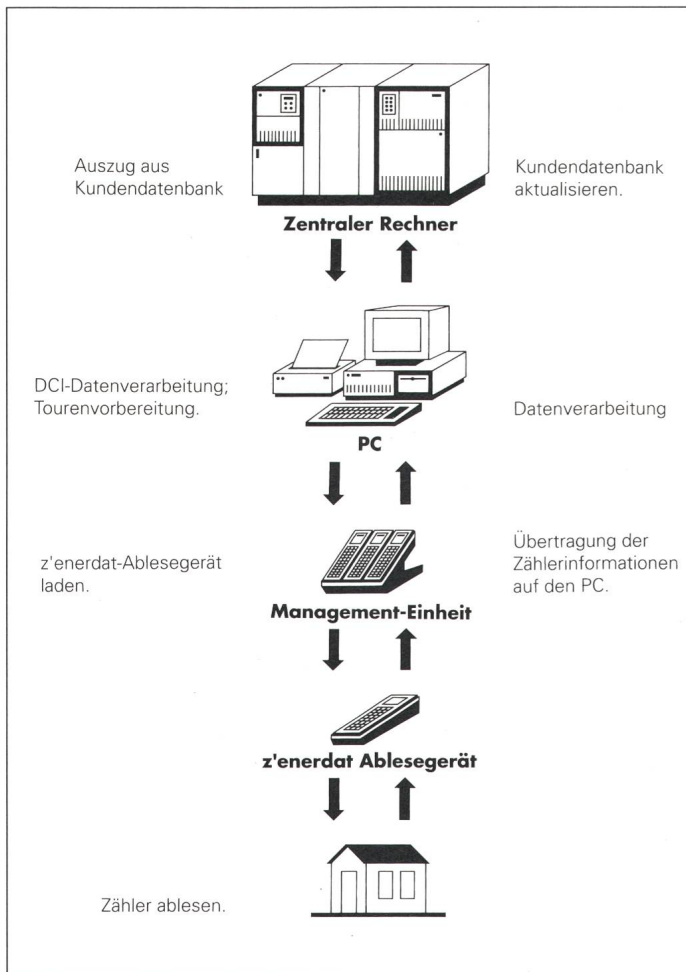 Auszug aus
Kundendatenbank
Kundendatenbank
aktualisieren.
Zentraler Rechner
DCI-Datenverarbeitung;
Tourenvorbereitung.
Datenverarbeitung
PC
z'enerdat-Ablesegerät
laden.
Übertragung der
Zählerinformationen
auf den PC.
Management-Einheit
z'enerdat Ablesegerät
Zähler ablesen.